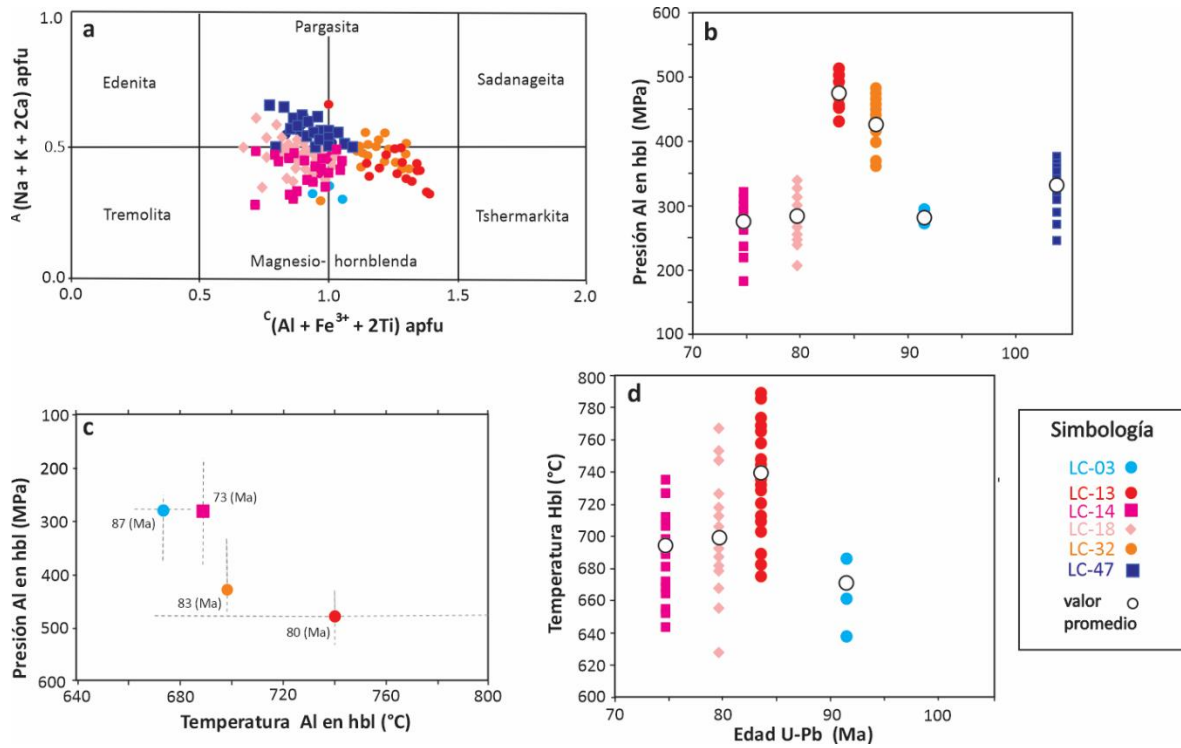 a
1.0
0.5
0.0
0.0
0.5
1.0
1.5
2.0
A(Na + K + 2Ca) apfu
C(Al + Fe3+ + 2Ti) apfu
Pargasita
Edenita
Sadanageita
Tremolita
Tshermarkita
Magnesio- hornblenda
b
600
500
400
300
200
100
70
80
90
100
Presión Al en hbl (MPa)
c
100
200
300
400
500
600
640
680
720
760
800
Presión Al en hbl (MPa)
Temperatura Al en hbl (°C)
73 (Ma)
87 (Ma)
83 (Ma)
80 (Ma)
d
800
780
760
740
720
700
680
660
640
620
600
70
80
90
100
Temperatura Hbl (°C)
Edad U-Pb (Ma)
Simbología
LC-03
LC-13
LC-14
LC-18
LC-32
LC-47
valor
promedio